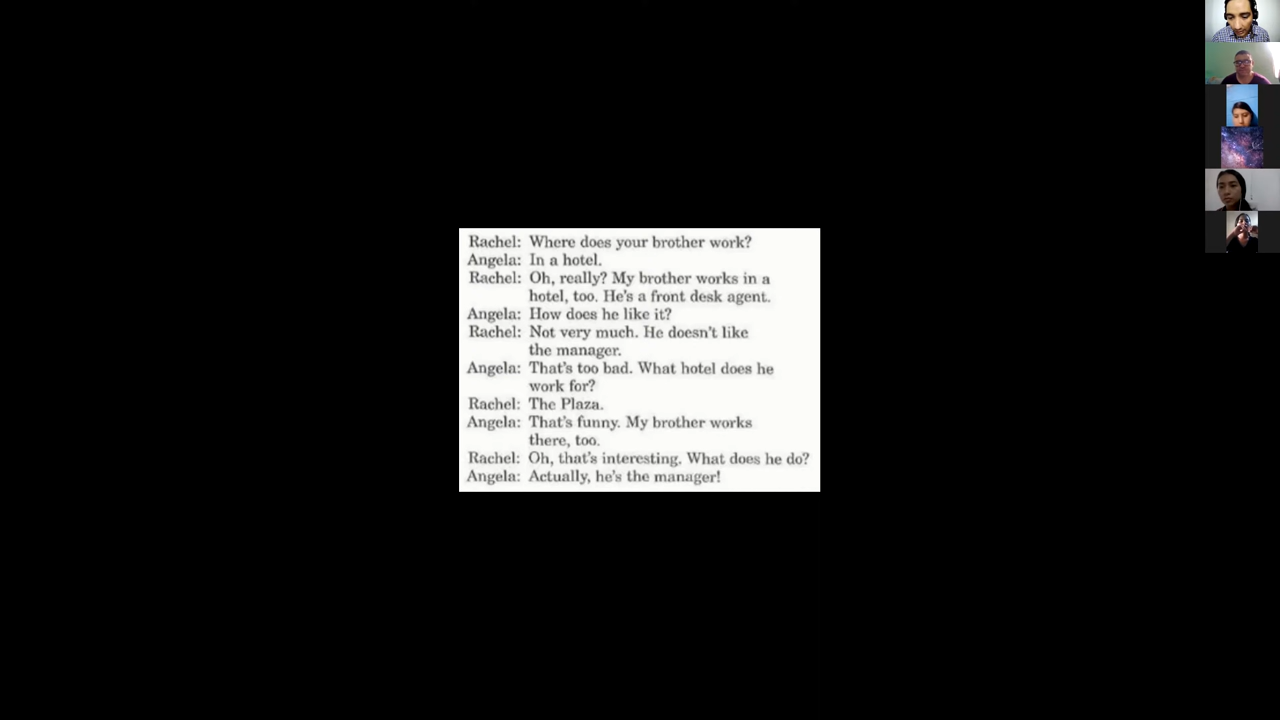 Rachel: Where does your brother work?
Angela: In a hotel.
Rachel: Oh, really? My brother works in a
hotel, too. He's a front desk agent.
Angela: How does he like it?
Rachel: Not very much. He doesn't like
the manager.
Angela: That's too bad. What hotel does he
work for?
Rachel: The Plaza.
Angela: That's funny. My brother works
there, too.
Rachel: Oh, that's interesting. What does he do?
Angela: Actually, he's the manager!